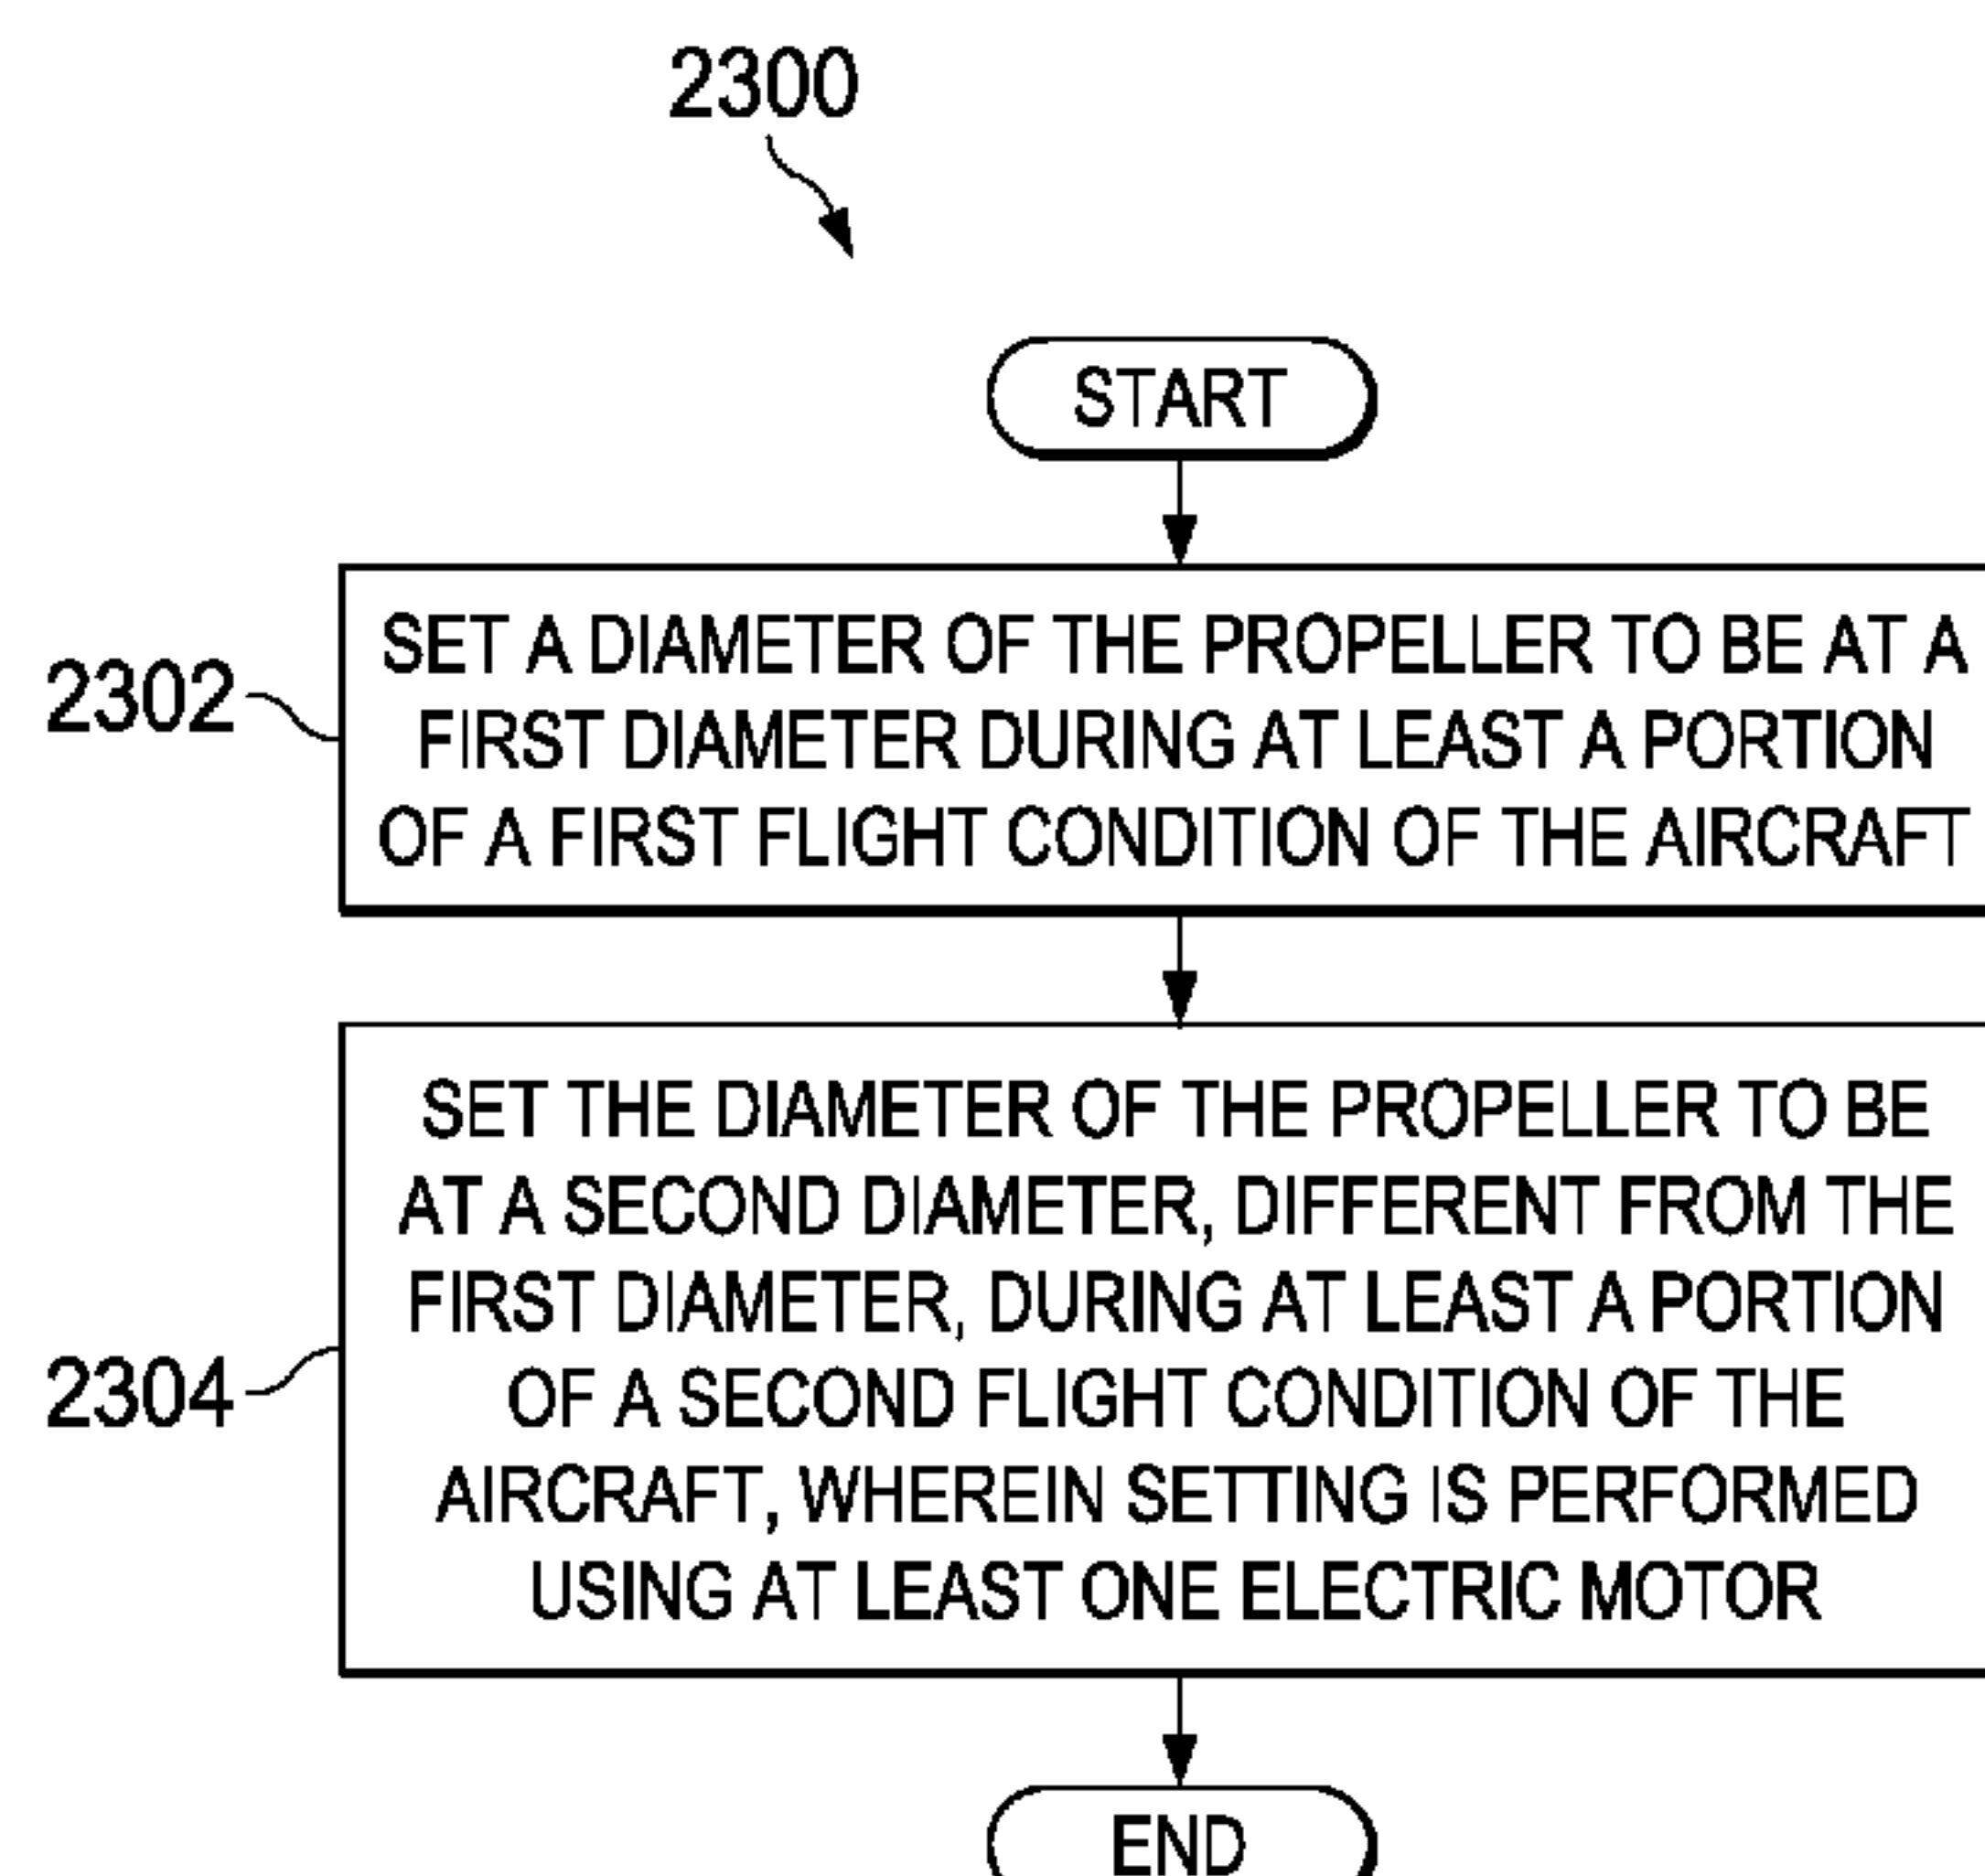 2300
START
2302
SET A DIAMETER OF THE PROPELLER TO BE AT A
FIRST DIAMETER DURING AT LEAST A PORTION
OF A FIRST FLIGHT CONDITION OF THE AIRCRAFT
2304
SET THE DIAMETER OF THE PROPELLER TO BE
AT A SECOND DIAMETER, DIFFERENT FROM THE
FIRST DIAMETER, DURING AT LEAST A PORTION
OF A SECOND FLIGHT CONDITION OF THE
AIRCRAFT, WHEREIN SETTING IS PERFORMED
USING AT LEAST ONE ELECTRIC MOTOR
END